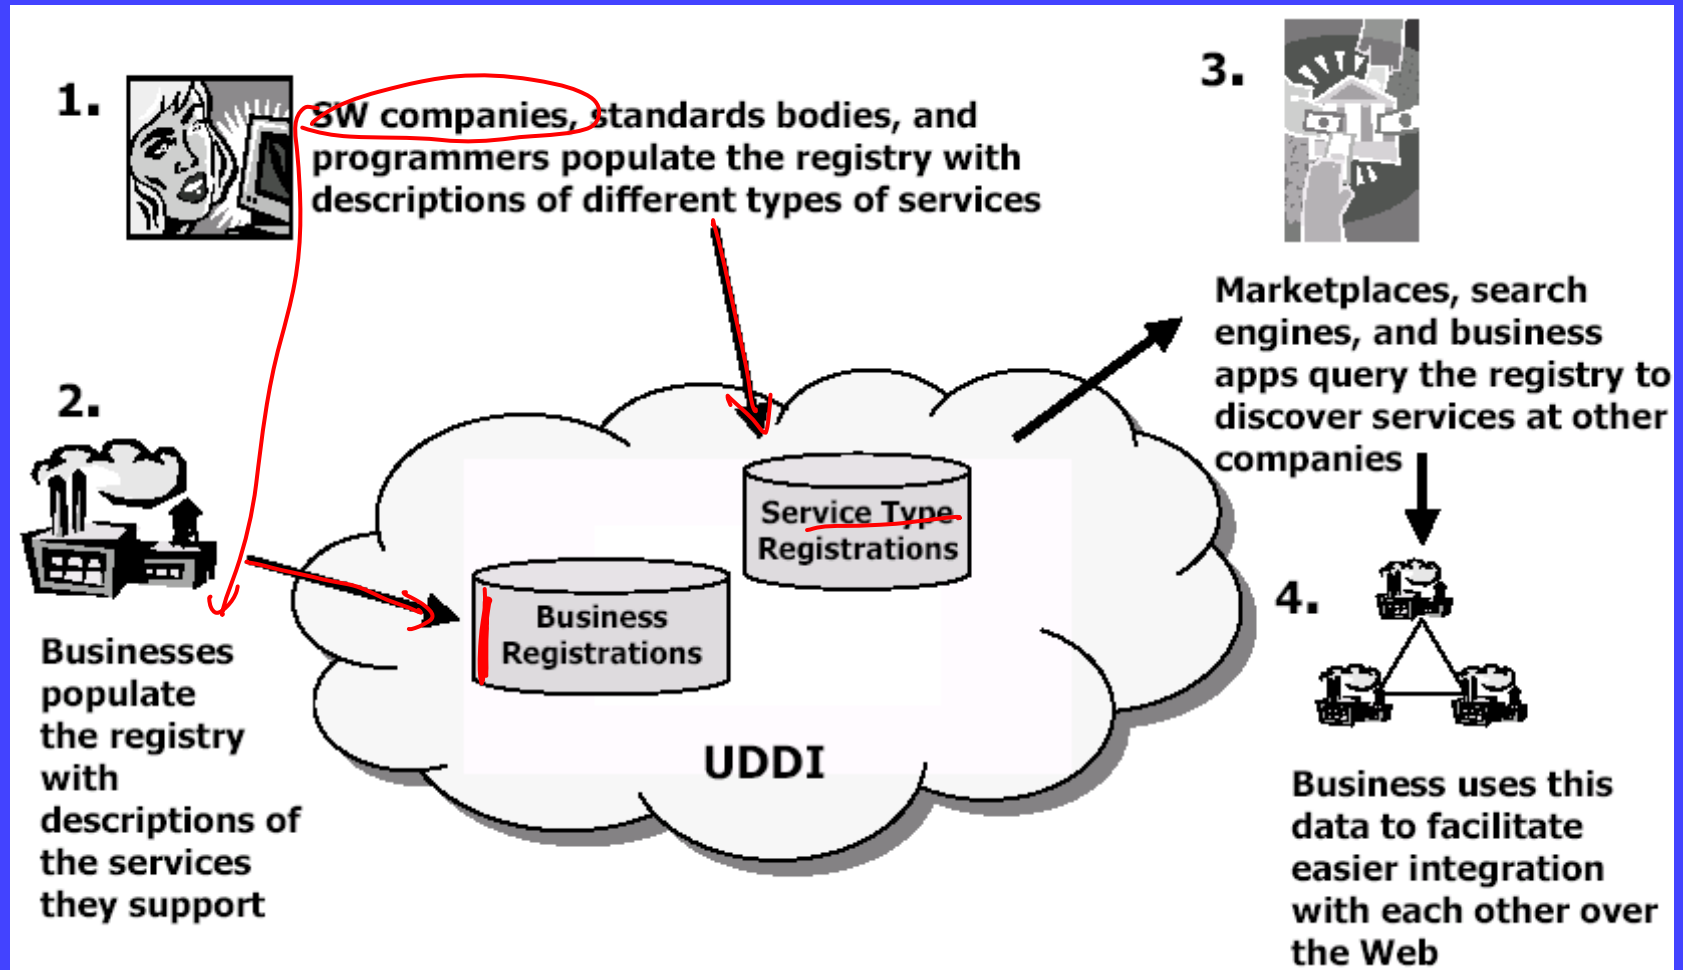 1.
SW companies, standards bodies, and
programmers populate the registry with
descriptions of different types of services
2.
Businesses
populate
the registry
with
descriptions of
the services
they support
Service Type
Registrations
Business
Registrations
UDDI
3.
Marketplaces, search
engines, and business
apps query the registry to
discover services at other
companies
4.
Business uses this
data to facilitate
easier integration
with each other over
the Web